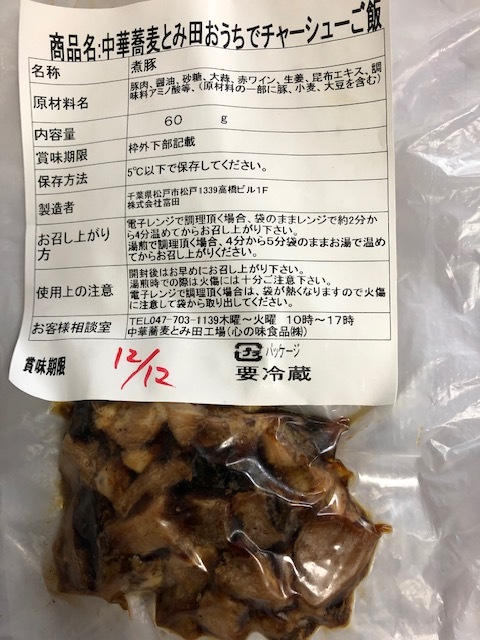 商品名:中華蕎麦とみ田おうちでチャーシューご飯
名称 煮豚
原材料名 豚肉、醤油、砂糖、大蒜、赤ワイン、生姜、昆布エキス、調
味料アミノ酸等、(原材料の一部に豚、小麦、大豆を含む)
内容量 60 g
賞味期限 枠外下部記載
保存方法 5℃以下で保存してください。
製造者 千葉県松戸市松戸1339高橋ビル1F
株式会社富田
お召し上がり方 電子レンジで調理頂く場合、袋のままレンジで約2分か
ら4分温めてからお召し上がり下さい。
湯煎で調理頂く場合、4分から5分袋のままお湯で温め
てからお召し上がりください。
使用上の注意 開封後はお早めにお召し上がり下さい。
湯煎時での際は火傷には十分ご注意下さい。
電子レンジで調理頂く場合は、袋が熱くなりますので火傷
に注意して袋から取り出してください。
お客様相談室 TEL047-703-1139木曜～火曜 10時～17時
中華蕎麦とみ田工場(心の味食品㈱)
賞味期限 12/12 プラ パッケージ
要冷蔵